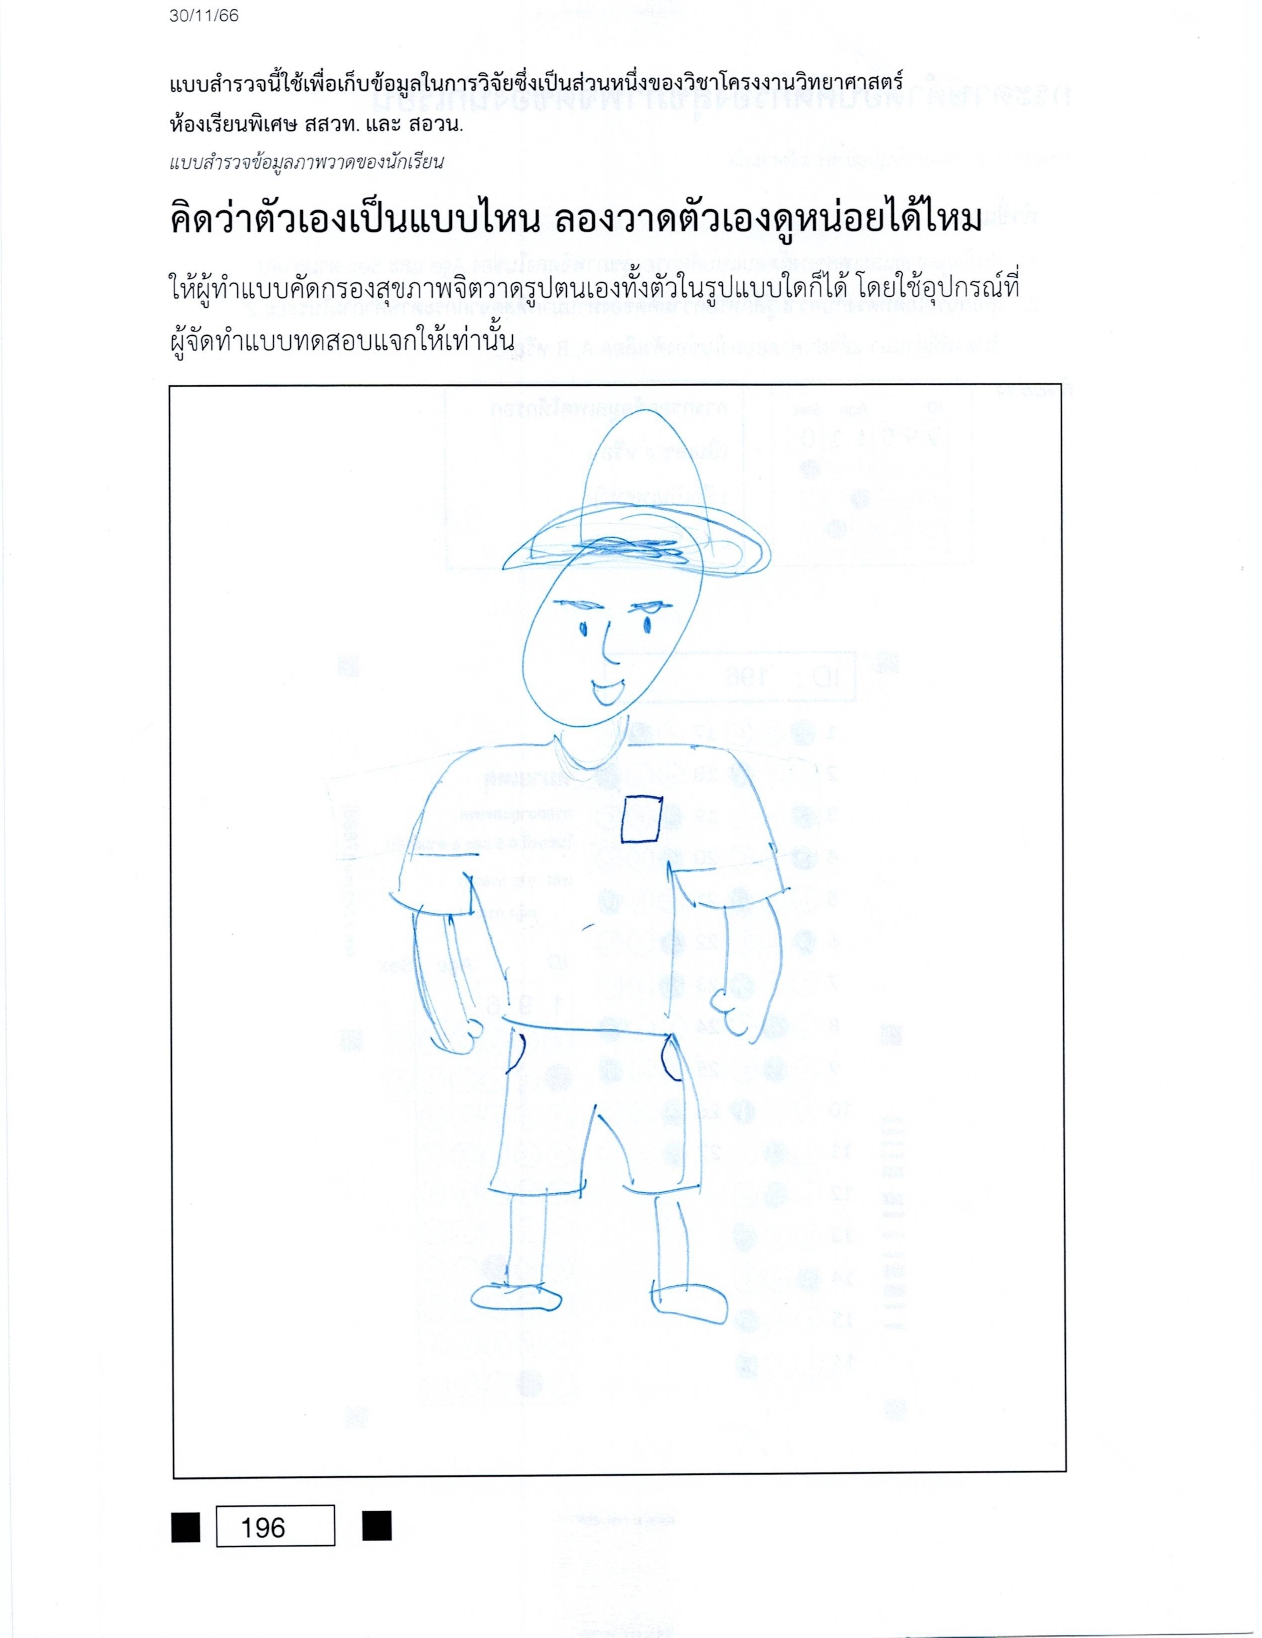 30/11/66
แบบสำรวจนี้ใช้เพื่อเก็บข้อมูลในการวิจัยซึ่งเป็นส่วนหนึ่งของวิชาโครงงานวิทยาศาสตร์
ห้องเรียนพิเศษ สสวท. และ สอวน.
แบบสำรวจข้อมูลภาพวาดของนักเรียน
คิดว่าตัวเองเป็นแบบไหน ลองวาดตัวเองดูหน่อยได้ไหม
ให้ผู้ทำแบบคัดกรองสุขภาพจิตวาดรูปตนเองทั้งตัวในรูปแบบใดก็ได้ โดยใช้อุปกรณ์ที่
ผู้จัดทำแบบทดสอบแจกให้เท่านั้น
196